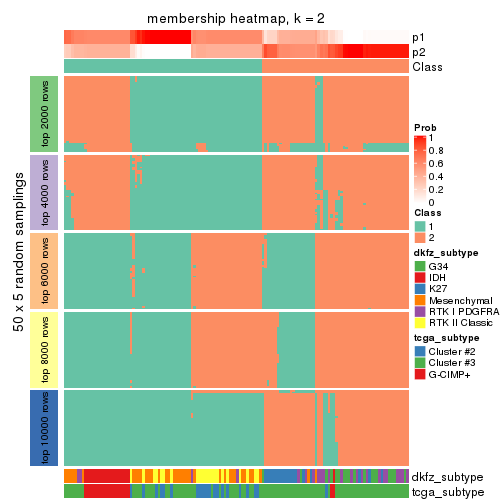 membership heatmap, k = 2
p1
p2
Class
50 x 5 random samplings
top 2000 rows
top 4000 rows
top 6000 rows
top 8000 rows
top 10000 rows
dkfz_subtype
tcga_subtype
Prob
1
0.8
0.6
0.4
0.2
0
Class
1
2
dkfz_subtype
G34
IDH
K27
Mesenchymal
RTK I PDGFRA
RTK II Classic
tcga_subtype
Cluster #2
Cluster #3
G-CIMP+